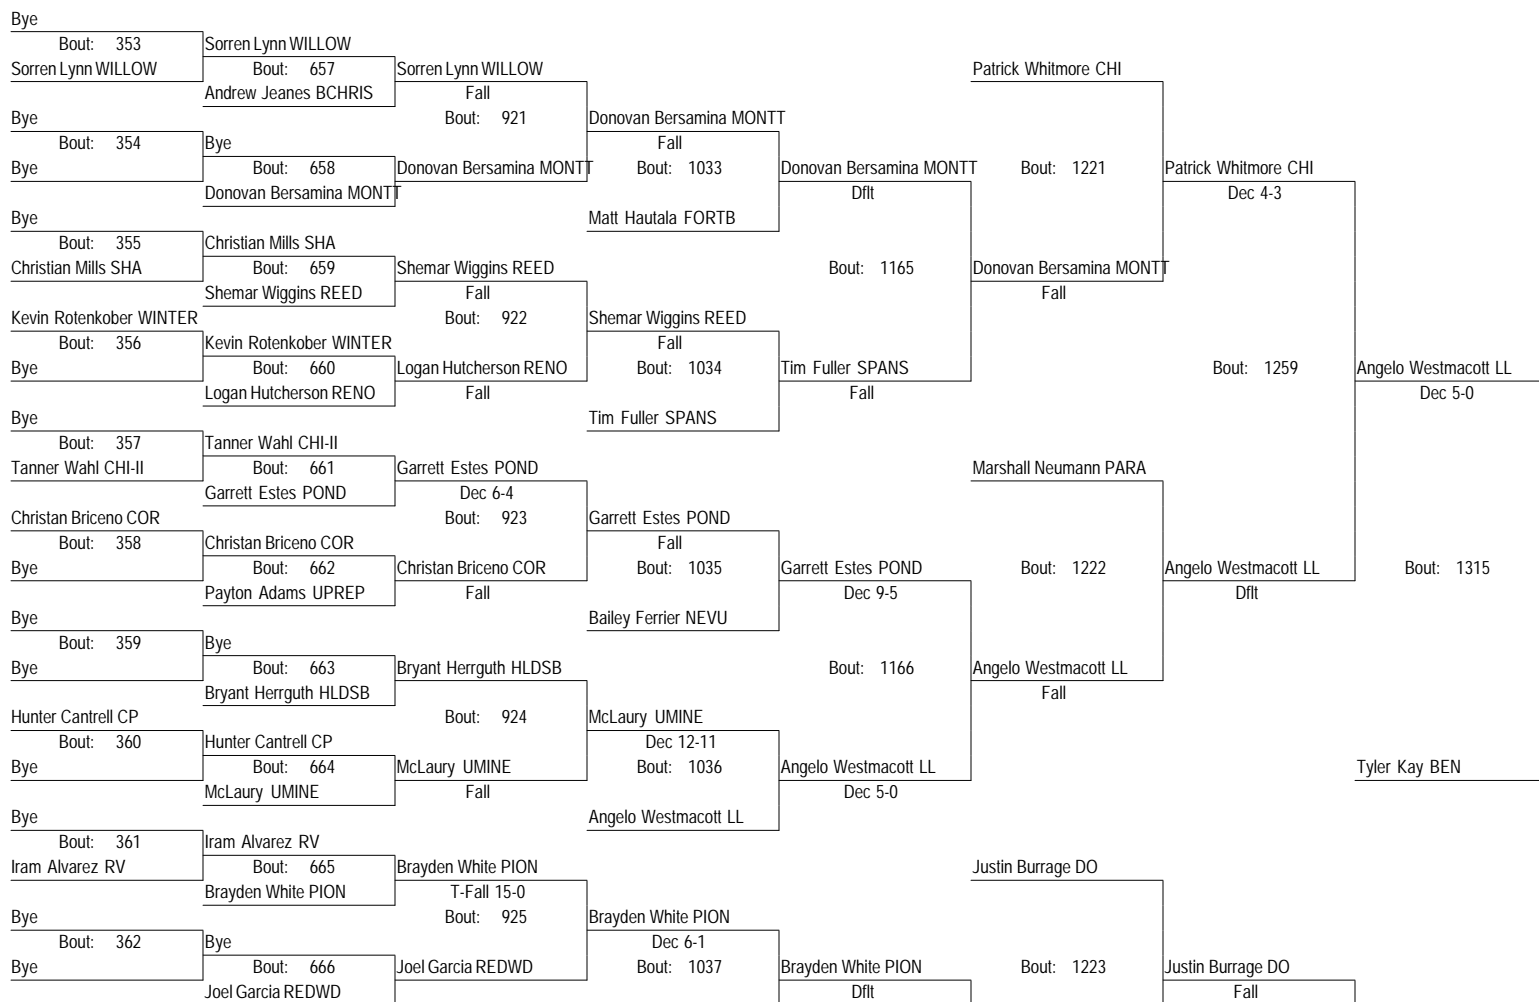 Bye
Bout: 353 Sorren Lynn WILLOW
Sorren Lynn WILLOW Bout: 657 Sorren Lynn WILLOW Patrick Whitmore CHI
Andrew Jeanes BCHRIS Fall
Bye Bout: 921 Donovan Bersamina MONTT
Bout: 354 Bye Fall
Bye Bout: 658 Donovan Bersamina MONTT Bout: 1033 Donovan Bersamina MONTT Bout: 1221 Patrick Whitmore CHI
Donovan Bersamina MONTT Dflt Dec 4-3
Bye Matt Hautala FORTB
Bout: 355 Christian Mills SHA
Christian Mills SHA Bout: 659 Shemar Wiggins REED Bout: 1165 Donovan Bersamina MONTT
Shemar Wiggins REED Fall Fall
Kevin Rotenkober WINTER Bout: 922 Shemar Wiggins REED
Bout: 356 Kevin Rotenkober WINTER Fall
Bye Bout: 660 Logan Hutcherson RENO Bout: 1034 Tim Fuller SPANS Bout: 1259 Angelo Westmacott LL
Logan Hutcherson RENO Fall Fall Dec 5-0
Bye Tim Fuller SPANS
Bout: 357 Tanner Wahl CHI-II
Tanner Wahl CHI-II Bout: 661 Garrett Estes POND Marshall Neumann PARA
Garrett Estes POND Dec 6-4
Christan Briceno COR Bout: 923 Garrett Estes POND
Bout: 358 Christan Briceno COR Fall
Bye Bout: 662 Christan Briceno COR Bout: 1035 Garrett Estes POND Bout: 1222 Angelo Westmacott LL Bout: 1315
Payton Adams UPREP Fall Dec 9-5 Dflt
Bye Bailey Ferrier NEVU
Bout: 359 Bye
Bye Bout: 663 Bryant Herrguth HLDSB Bout: 1166 Angelo Westmacott LL
Bryant Herrguth HLDSB Fall
Hunter Cantrell CP Bout: 924 McLaury UMINE
Bout: 360 Hunter Cantrell CP Dec 12-11
Bye Bout: 664 McLaury UMINE Bout: 1036 Angelo Westmacott LL Tyler Kay BEN
McLaury UMINE Fall Dec 5-0
Bye Angelo Westmacott LL
Bout: 361 Iram Alvarez RV
Iram Alvarez RV Bout: 665 Brayden White PION Justin Burrage DO
Brayden White PION T-Fall 15-0
Bye Bout: 925 Brayden White PION
Bout: 362 Bye Dec 6-1
Bye Bout: 666 Joel Garcia REDWD Bout: 1037 Brayden White PION Bout: 1223 Justin Burrage DO
Joel Garcia REDWD Dflt Fall